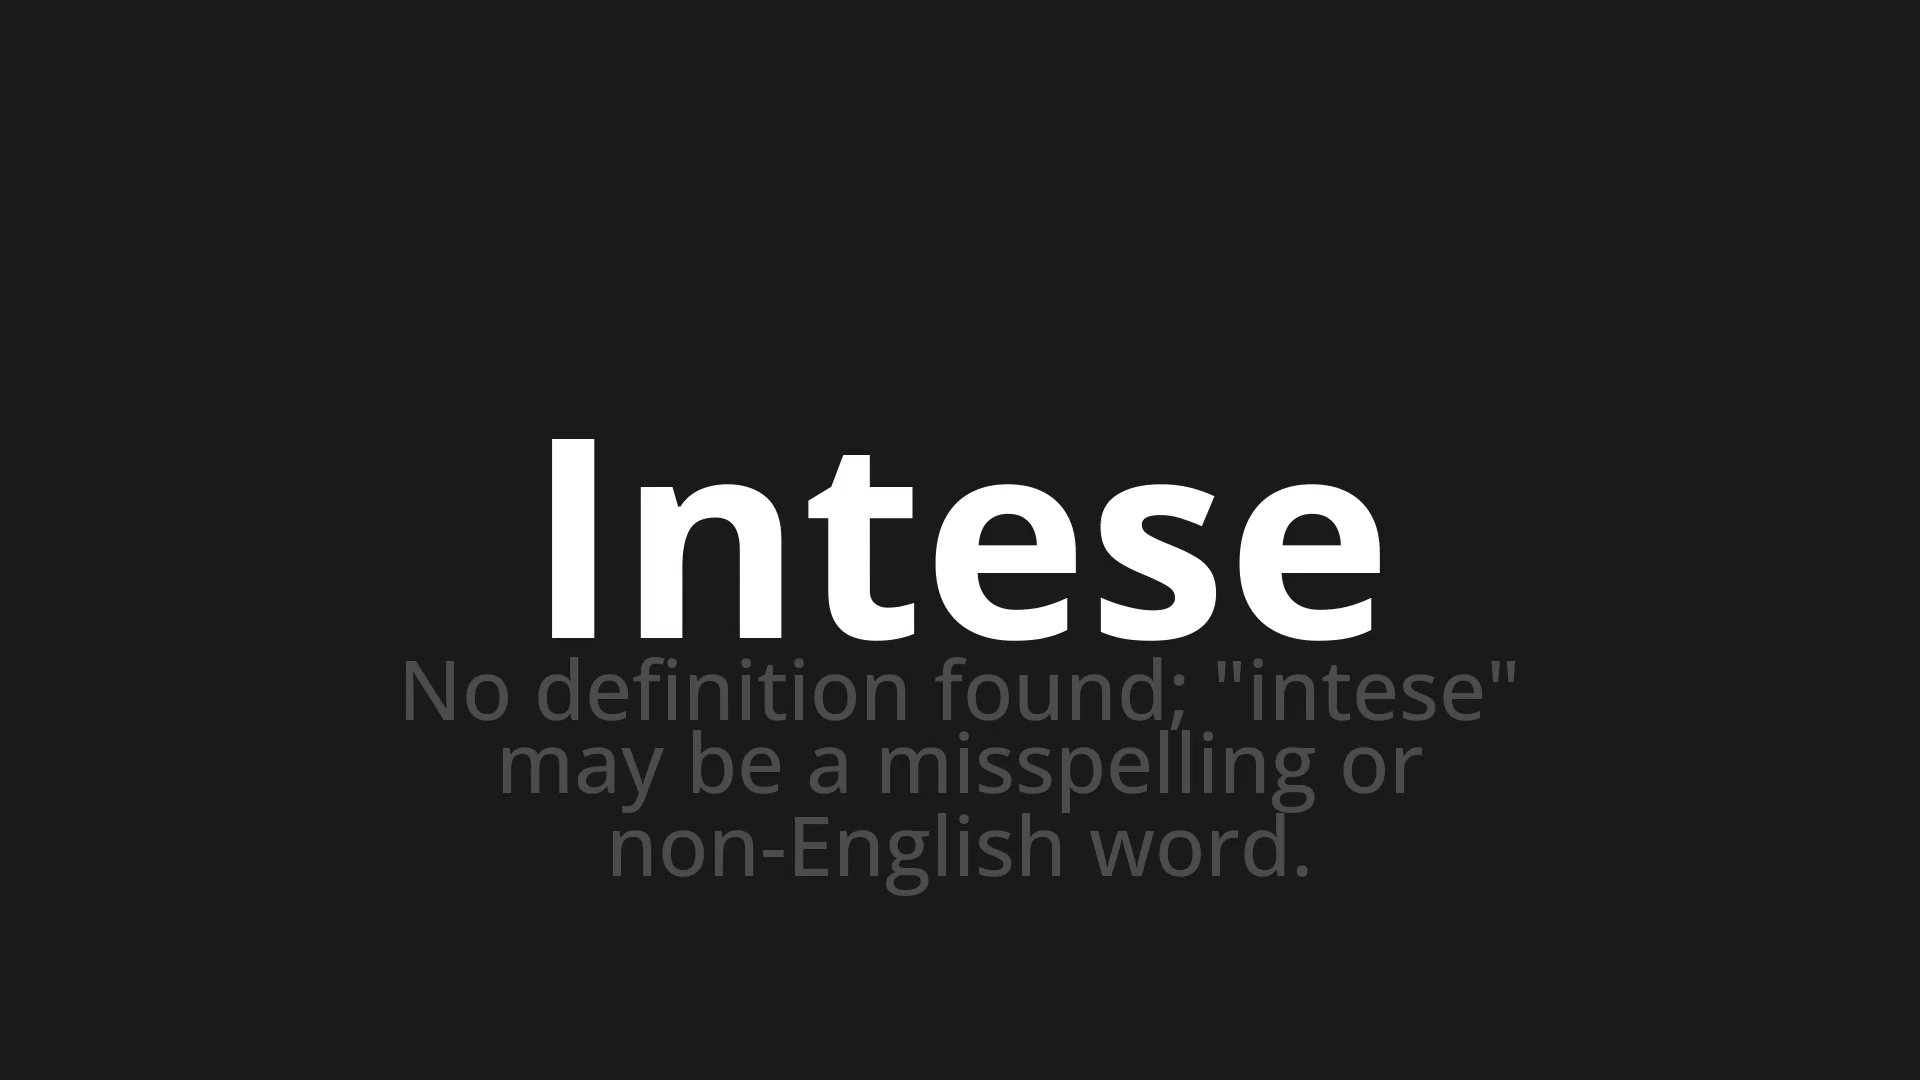 Intese
No definition found; "intese"
may be a misspelling or
non-English word.